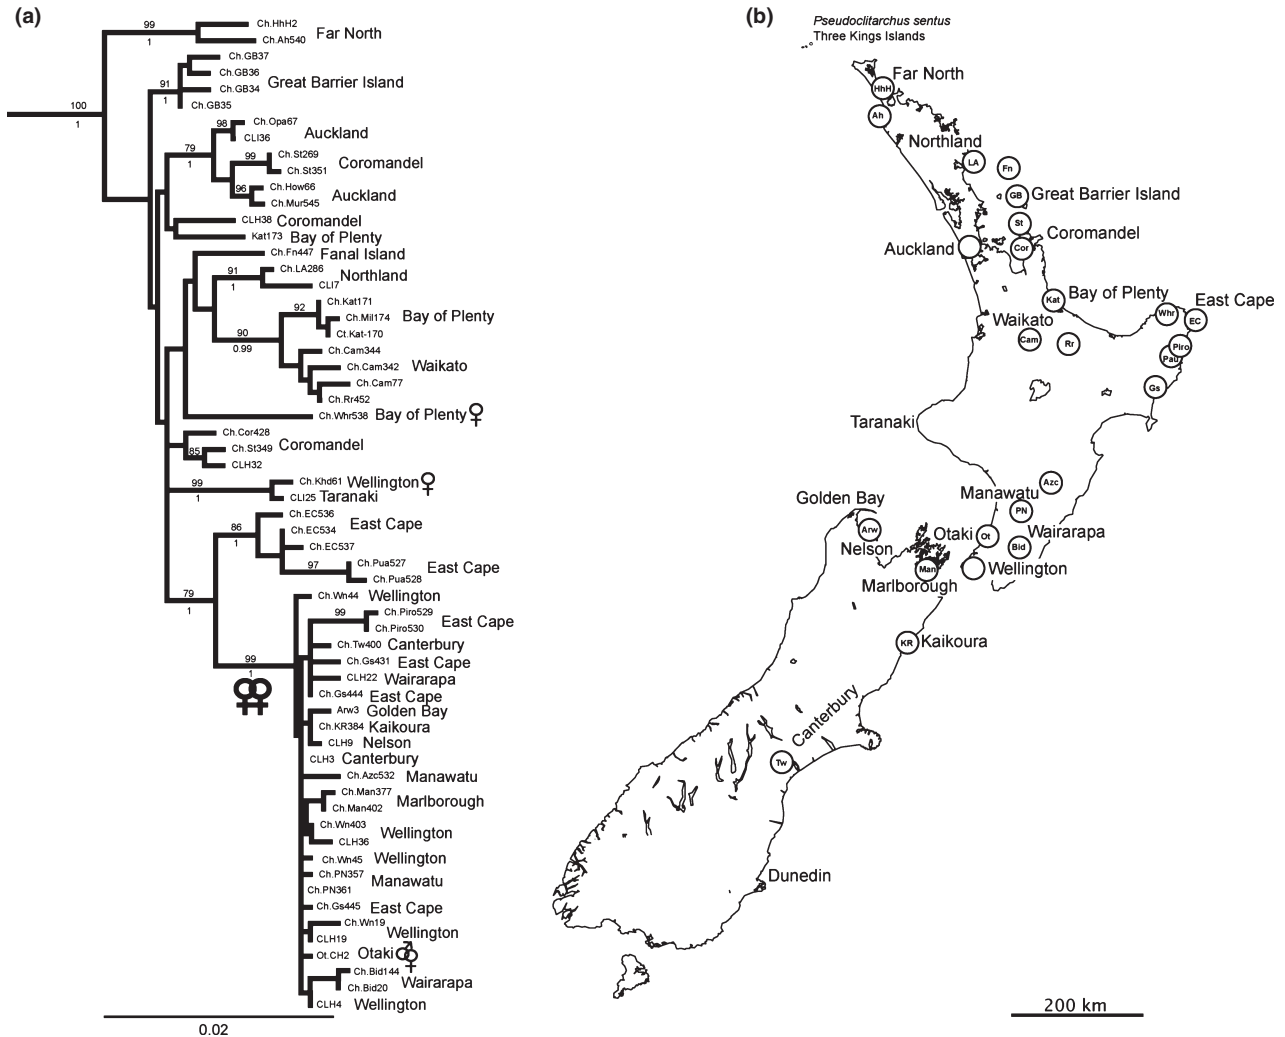 (a)
99
1
Ch.HhH2
Ch.Ah540
Far North
Ch.GB37
Ch.GB36
91
1
Ch.GB34
Ch.GB35
Great Barrier Island
100
1
98
Ch.Opa67
CLI36
Auckland
79
1
99
Ch.St269
Ch.St351
Coromandel
96
Ch.How66
Ch.Mur545
Auckland
CLH38 Coromandel
Kat173 Bay of Plenty
Ch.Fn447 Fanal Island
91
1
Ch.LA286
CLI7
Northland
92
Ch.Kat171
Ch.Mil174
Ct.Kat-170
Bay of Plenty
90
0.99
Ch.Cam344
Ch.Cam342
Ch.Cam77
Ch.Rr452
Waikato
Ch.Whr538 Bay of Plenty♀
Ch.Cor428
85
Ch.St349
CLH32
Coromandel
99
1
Ch.Khd61 Wellington♀
CLI25 Taranaki
86
1
Ch.EC536
Ch.EC534
Ch.EC537
East Cape
97
Ch.Pua527
Ch.Pua528
East Cape
79
1
Ch.Wn44 Wellington
99
Ch.Piro529
Ch.Piro530
East Cape
Ch.Tw400 Canterbury
99
1
Ch.Gs431 East Cape
CLH22 Wairarapa
Ch.Gs444 East Cape
Arw3 Golden Bay
Ch.KR384 Kaikoura
CLH9 Nelson
CLH3 Canterbury
Ch.Azc532 Manawatu
Ch.Man377
Ch.Man402
Marlborough
Ch.Wn403
CLH36
Wellington
Ch.Wn45 Wellington
Ch.PN357
Ch.PN361
Manawatu
Ch.Gs445 East Cape
Ch.Wn19
CLH19
Wellington
Ot.CH2 Otaki
Ch.Bid144
Ch.Bid20
Wairarapa
CLH4 Wellington
0.02
(b)
Pseudoclitarchus sentus
Three Kings Islands
Far North
HhH
Ah
Northland
LA
Fn
GB
Great Barrier Island
St
Coromandel
Auckland
Cor
Kat
Bay of Plenty
Whr
East Cape
EC
Waikato
Cam
Rr
Piro
Pau
Gs
Taranaki
Azc
Manawatu
PN
Golden Bay
Arw
Nelson
Otaki
Ot
Wairarapa
Bid
Man
Wellington
Marlborough
KR
Kaikoura
Canterbury
Tw
Dunedin
200 km